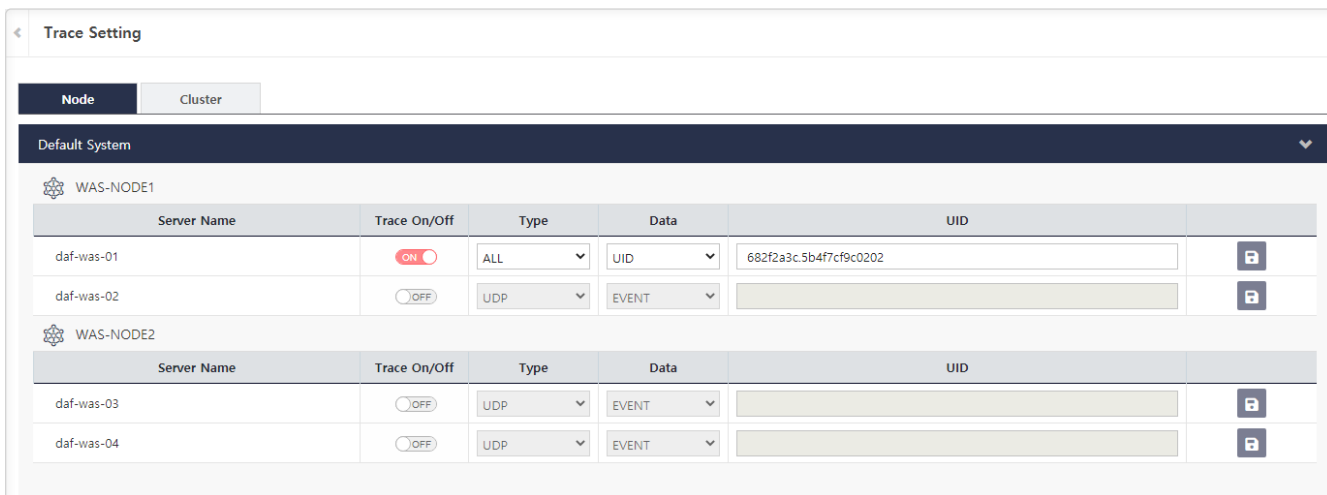 Trace Setting
Node Cluster
Default System
WAS-NODE1
Server Name Trace On/Off Type Data UID
daf-was-01 ON ALL UID 682f2a3c.5b4f7cf9c0202
daf-was-02 OFF UDP EVENT
WAS-NODE2
Server Name Trace On/Off Type Data UID
daf-was-03 OFF UDP EVENT
daf-was-04 OFF UDP EVENT